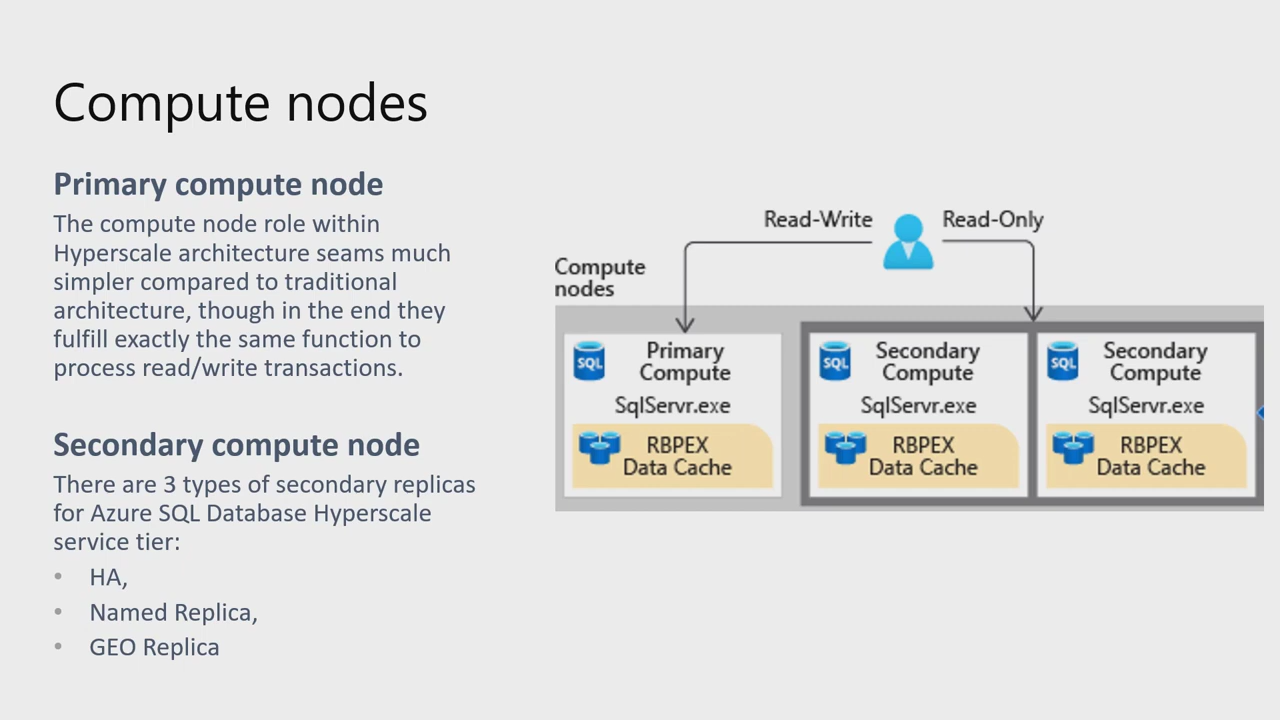 Compute nodes
Primary compute node
The compute node role within
Hyperscale architecture seams much
simpler compared to traditional
architecture, though in the end they
fulfill exactly the same function to
process read/write transactions.
Secondary compute node
There are 3 types of secondary replicas
for Azure SQL Database Hyperscale
service tier:
• HA,
• Named Replica,
• GEO Replica
Read-Write
Read-Only
Compute
nodes
SQL
Primary
Compute
SqlServr.exe
RBPEX
Data Cache
SQL
Secondary
Compute
SqlServr.exe
RBPEX
Data Cache
SQL
Secondary
Compute
SqlServr.exe
RBPEX
Data Cache